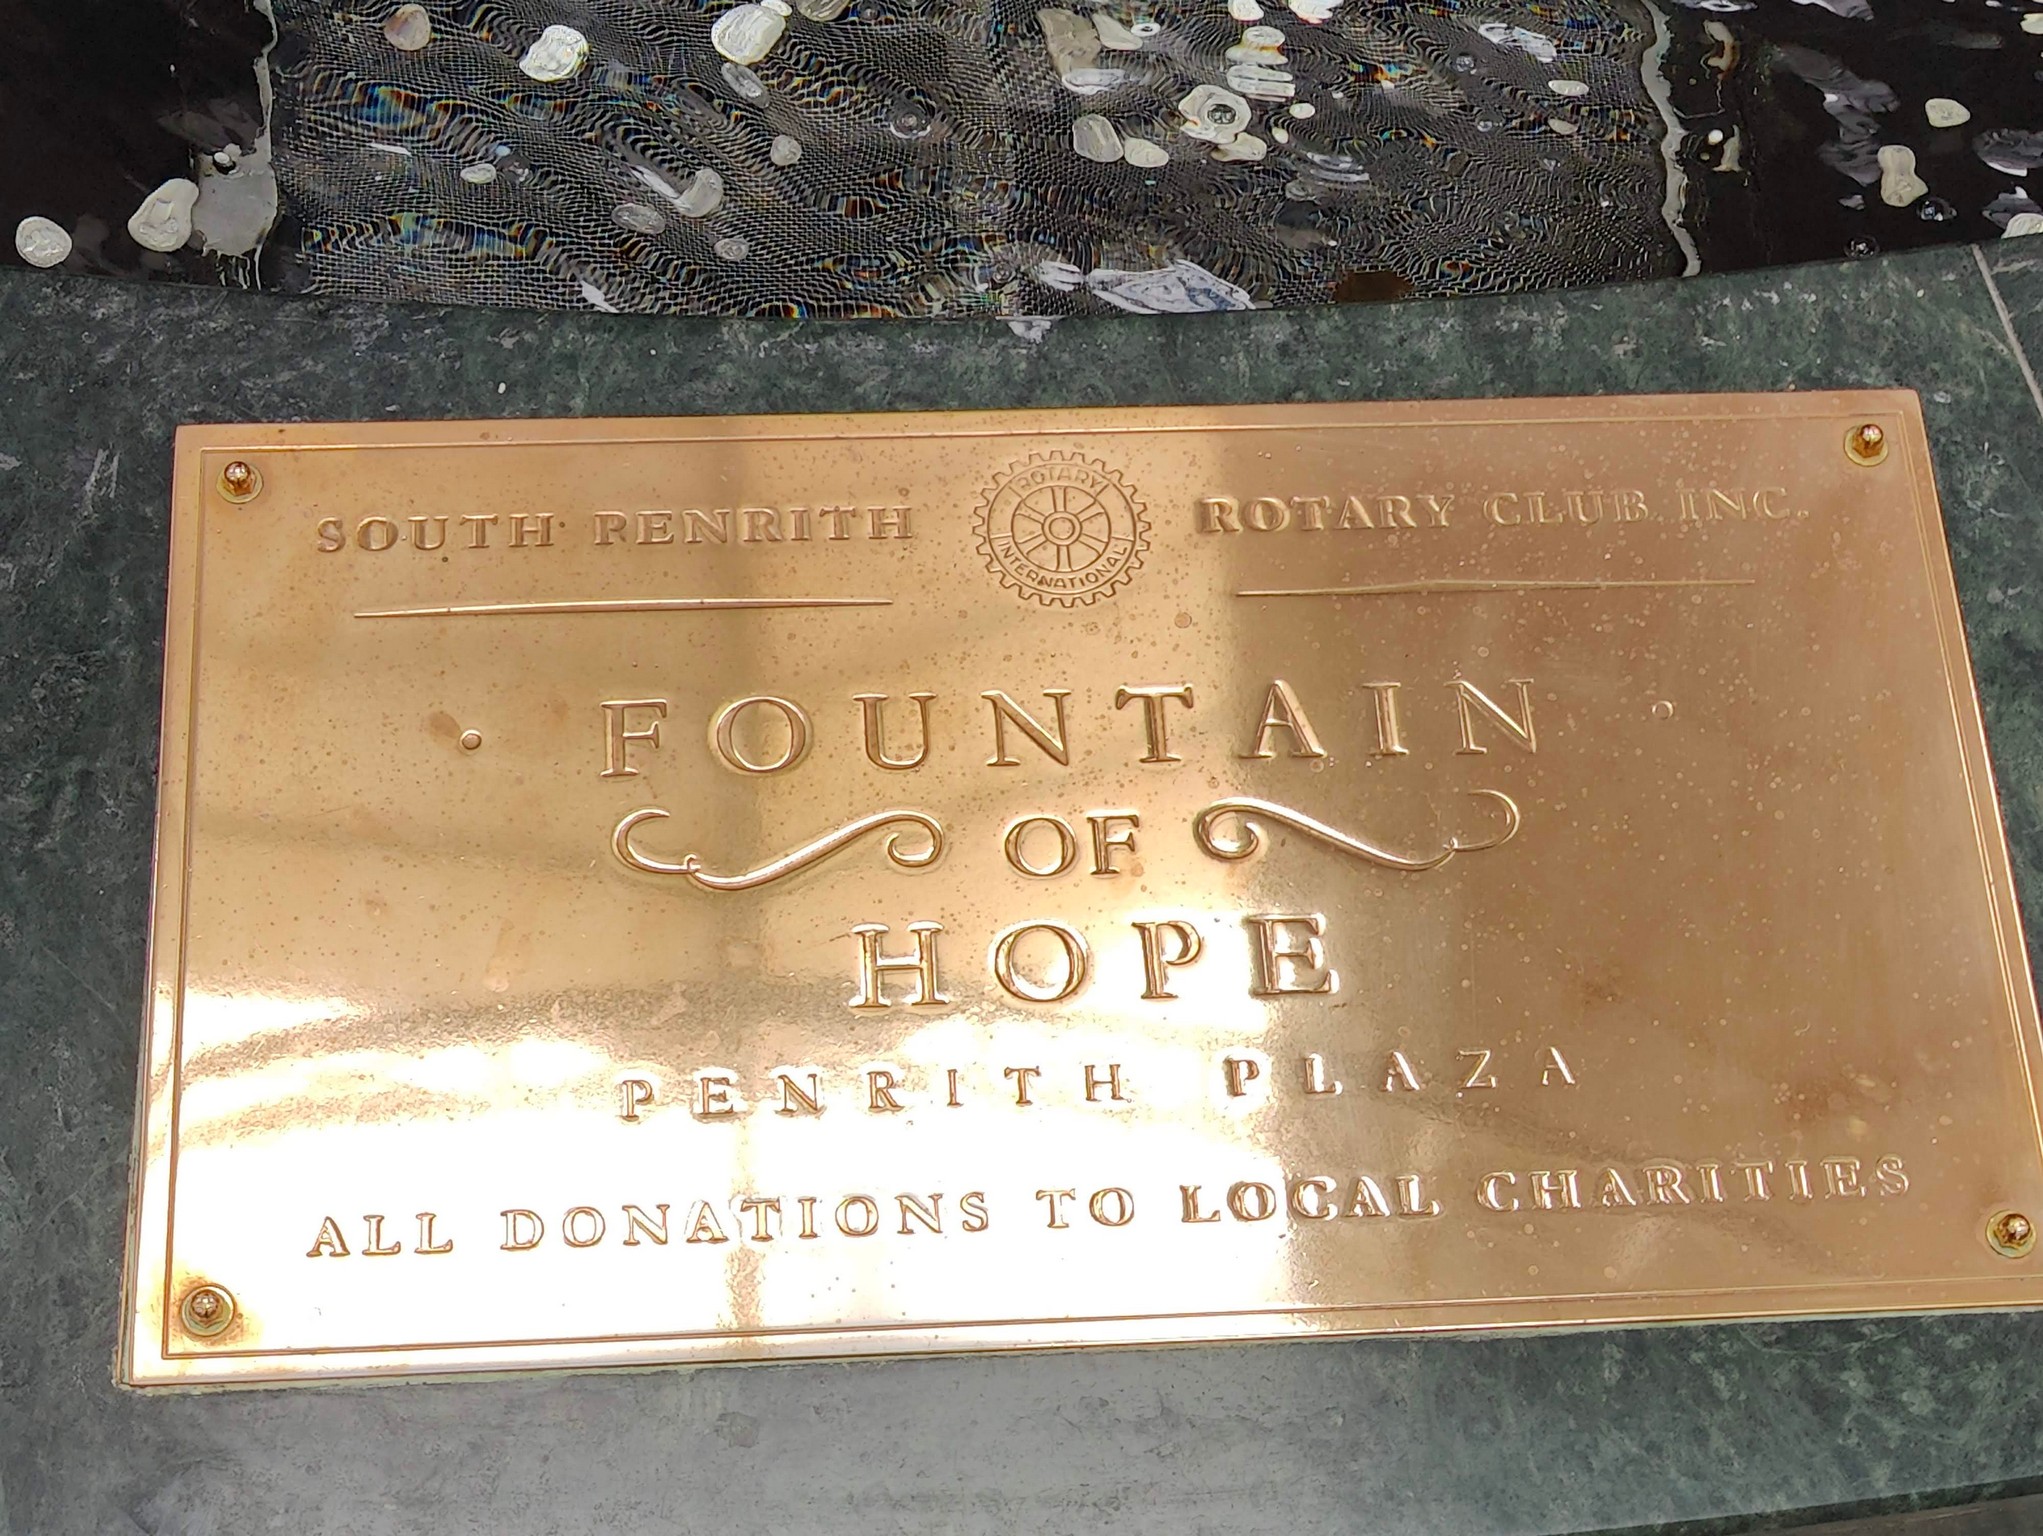 SOUTH PENRITH ROTARY INTERNATIONAL ROTARY CLUB INC.
· FOUNTAIN ·
OF
HOPE
PENRITH PLAZA
ALL DONATIONS TO LOCAL CHARITIES